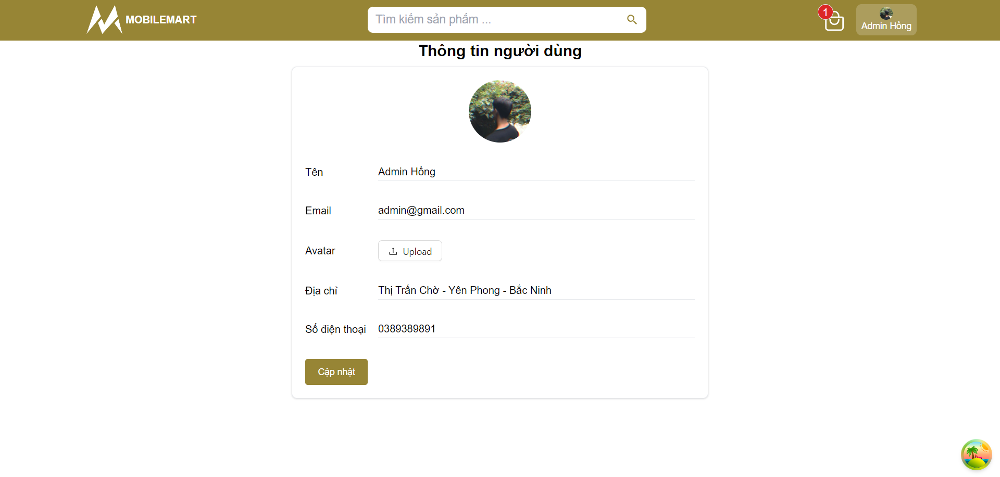 MOBILEMART
Tìm kiếm sản phẩm ...
1
Admin Hồng
Thông tin người dùng
Tên
Admin Hồng
Email
admin@gmail.com
Avatar
Upload
Địa chỉ
Thị Trấn Chờ - Yên Phong - Bắc Ninh
Số điện thoại
0389389891
Cập nhật